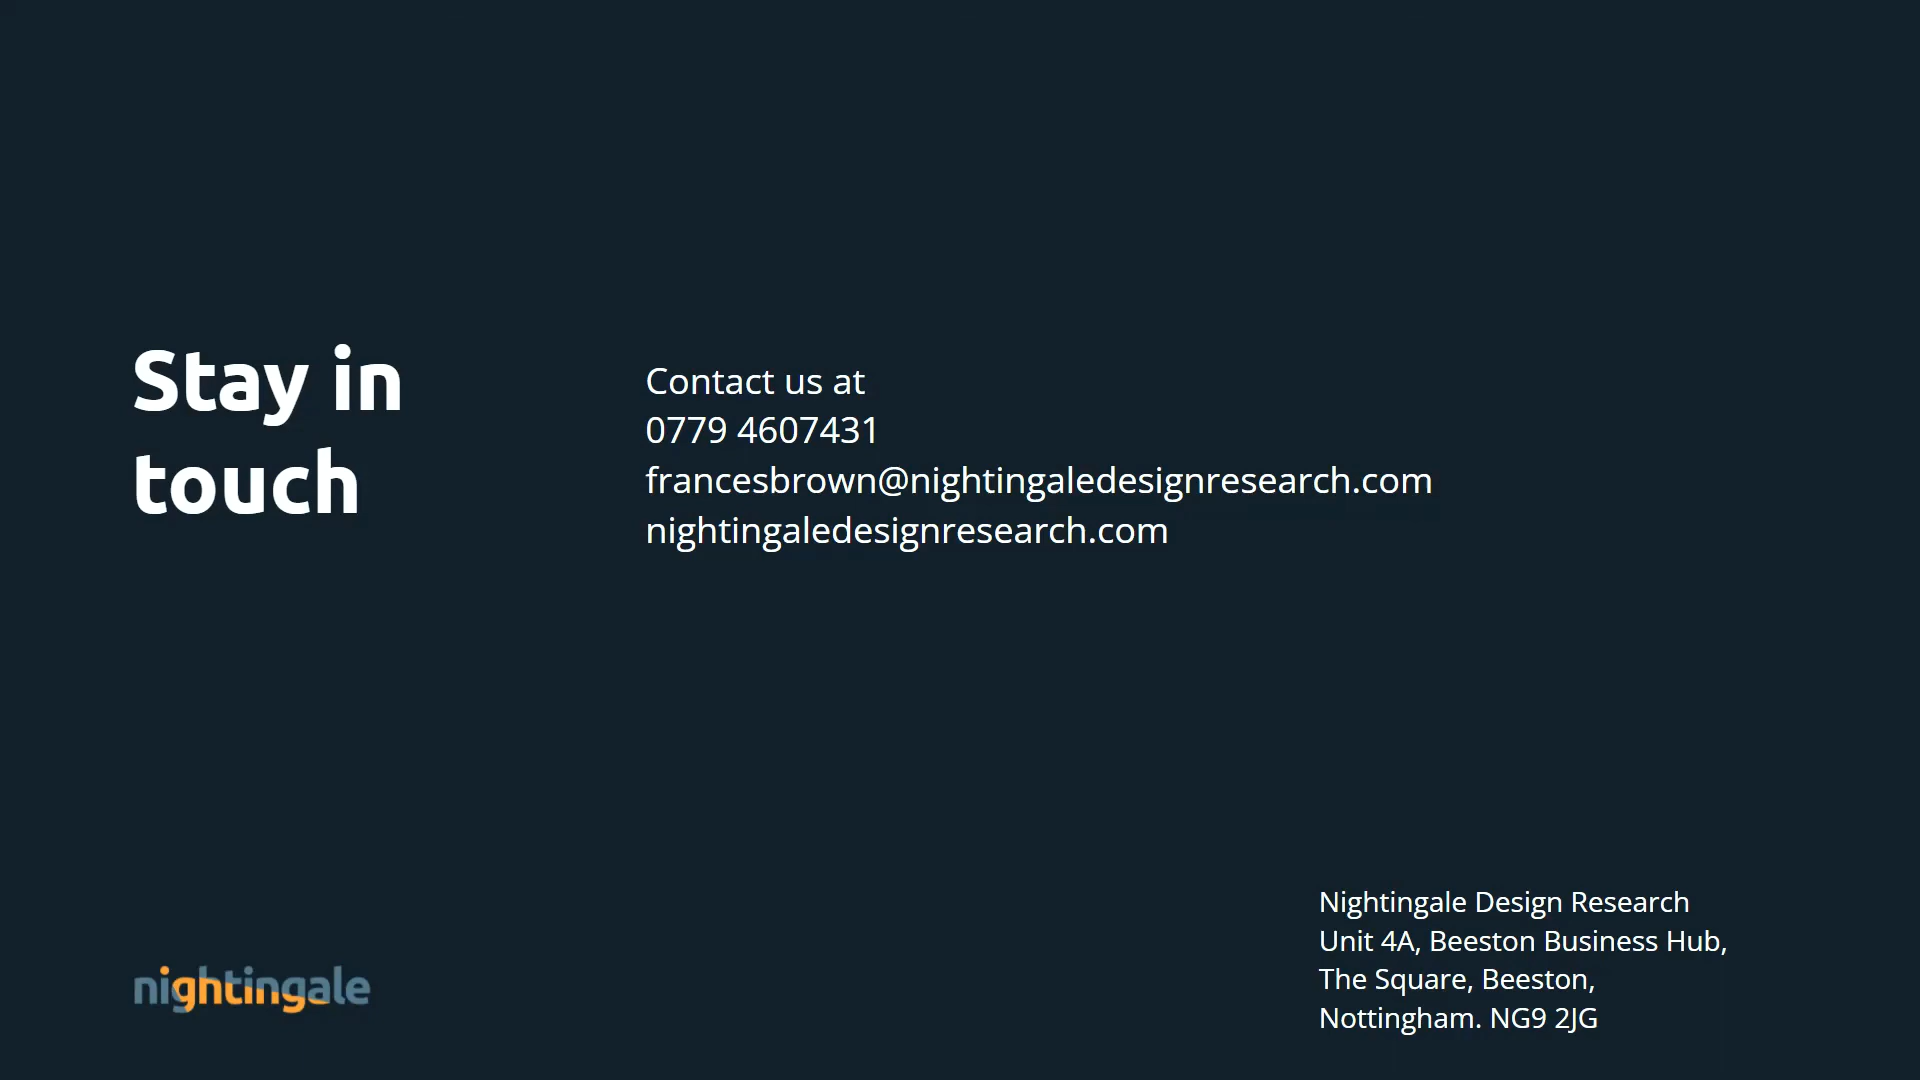 Stay in
touch
Contact us at
0779 4607431
francesbrown@nightingaledesignresearch.com
nightingaledesignresearch.com
nightingale
Nightingale Design Research
Unit 4A, Beeston Business Hub,
The Square, Beeston,
Nottingham. NG9 2JG